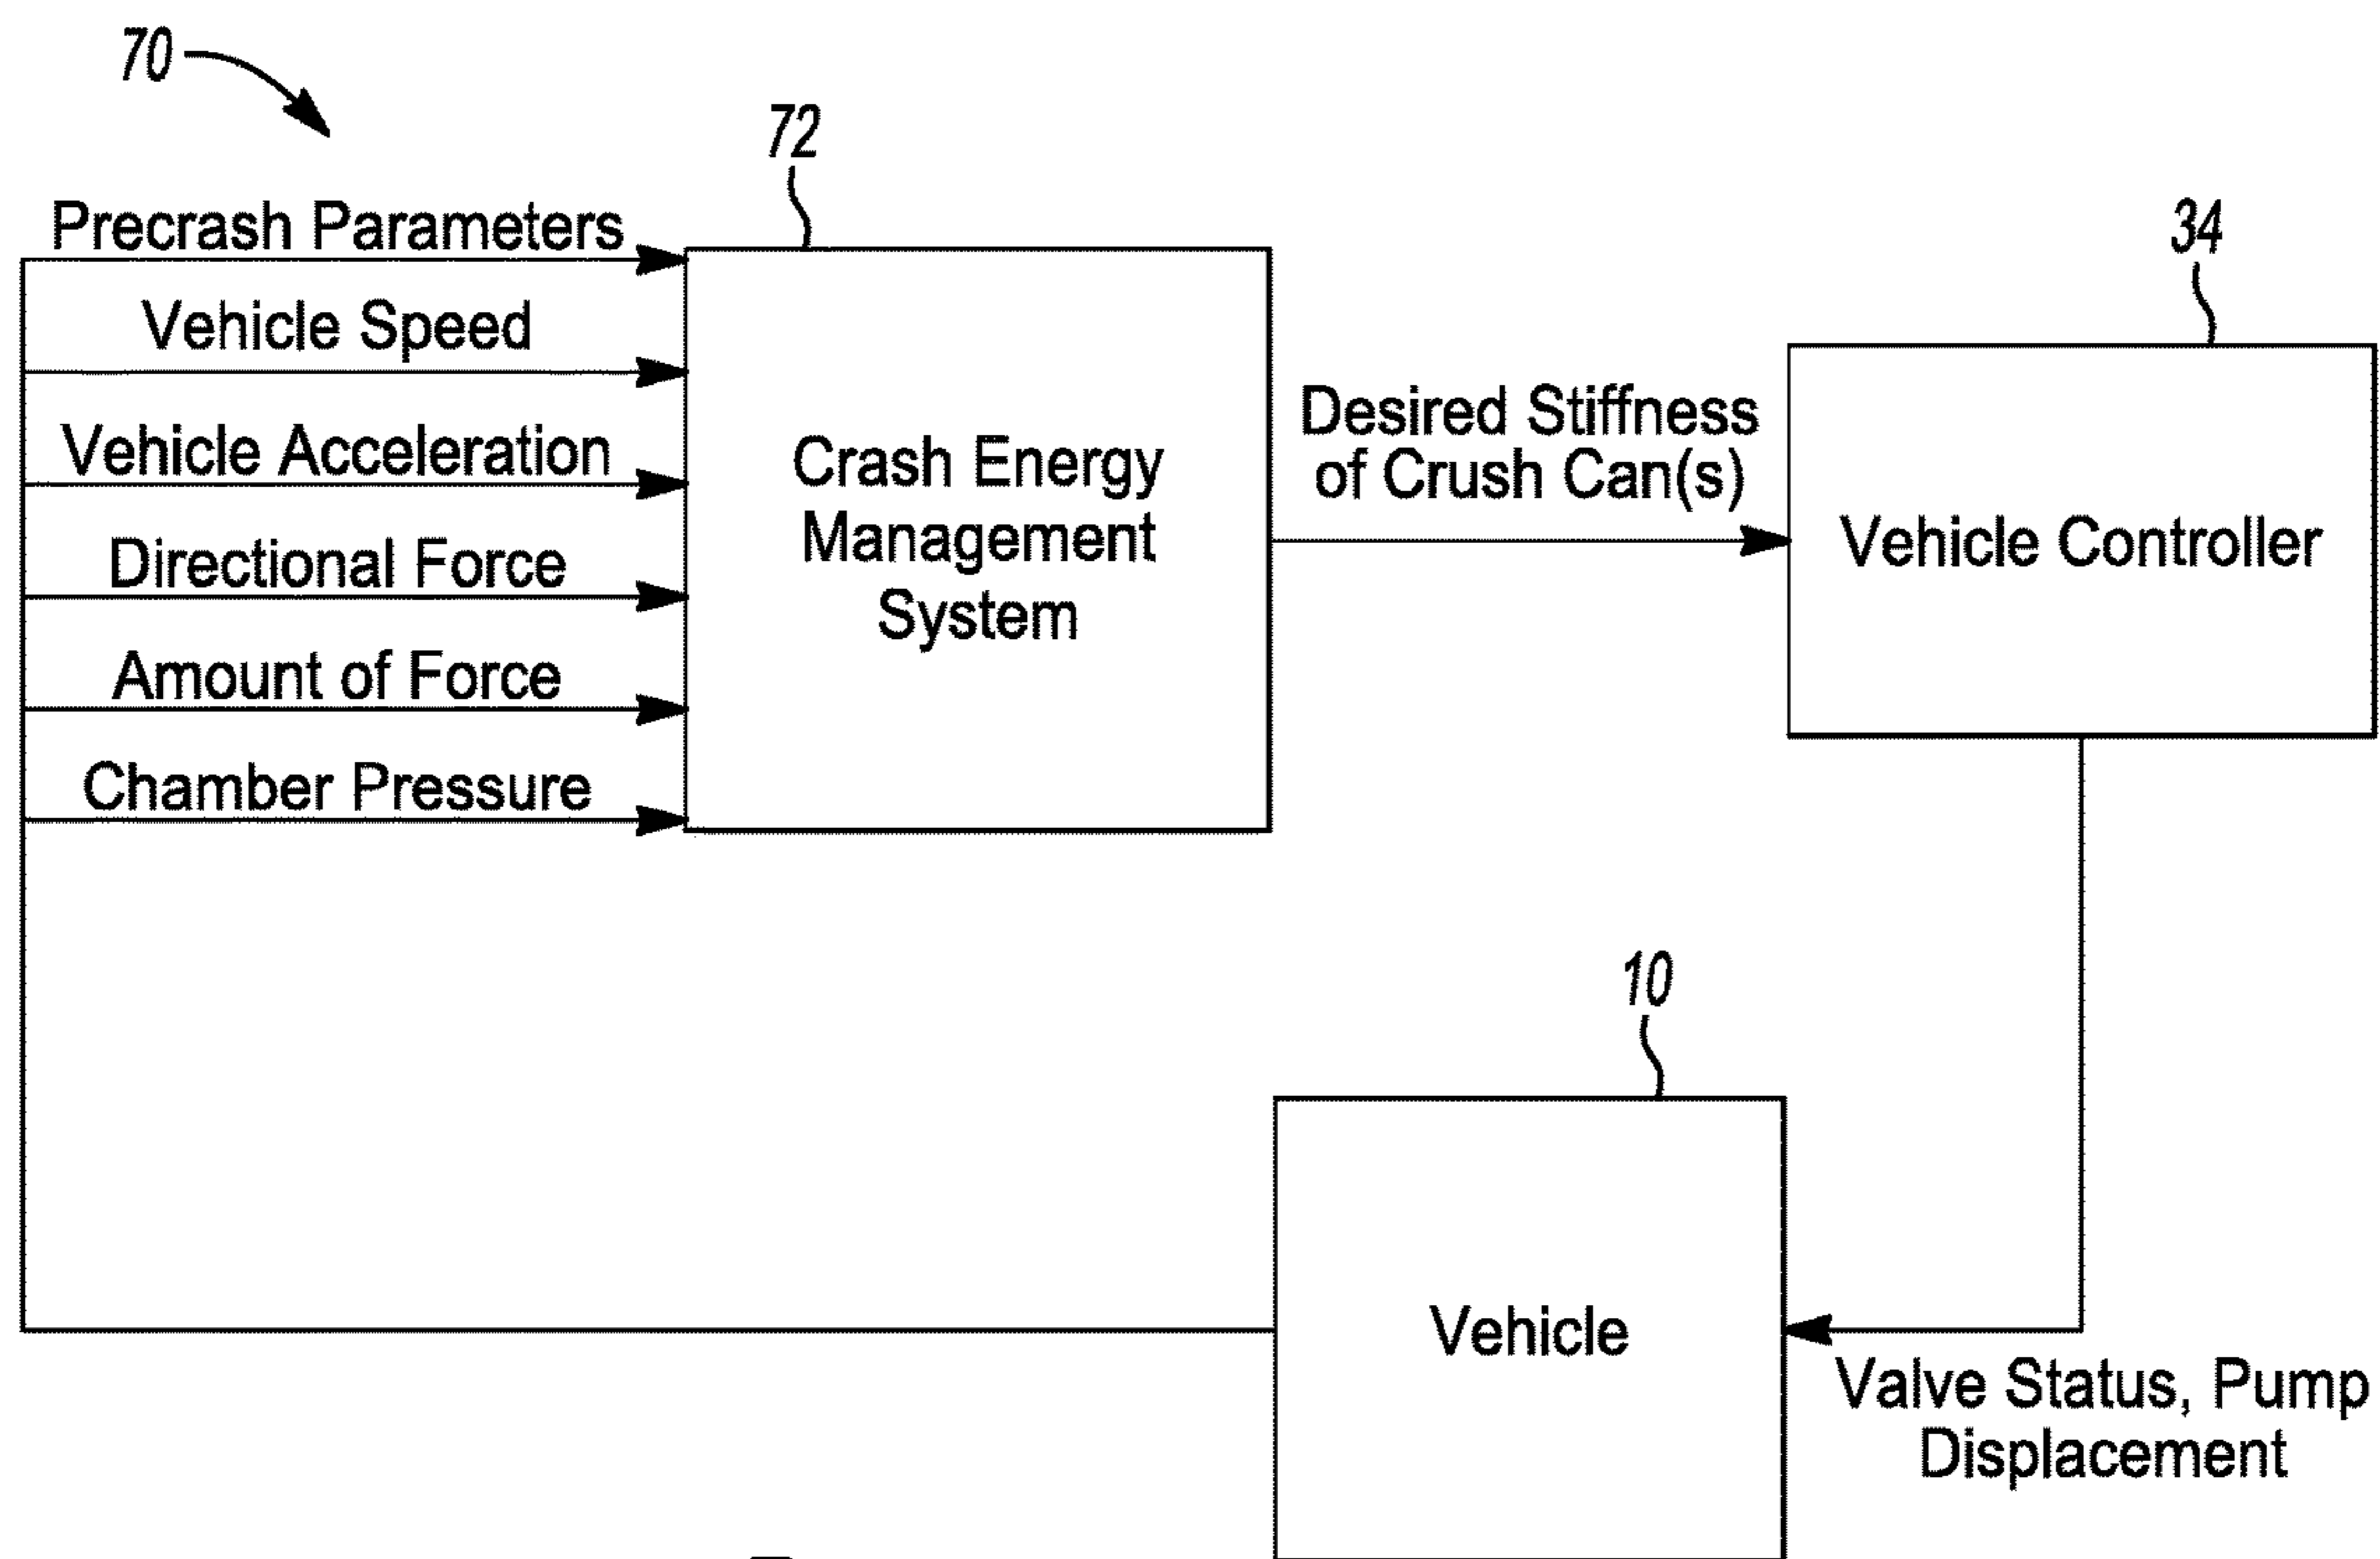 70
72
Precrash Parameters
34
Vehicle Speed
Vehicle Acceleration
Directional Force
Amount of Force
Chamber Pressure
Crash Energy
Management
System
Desired Stiffness
of Crush Can(s)
Vehicle Controller
10
Vehicle
Valve Status, Pump
Displacement